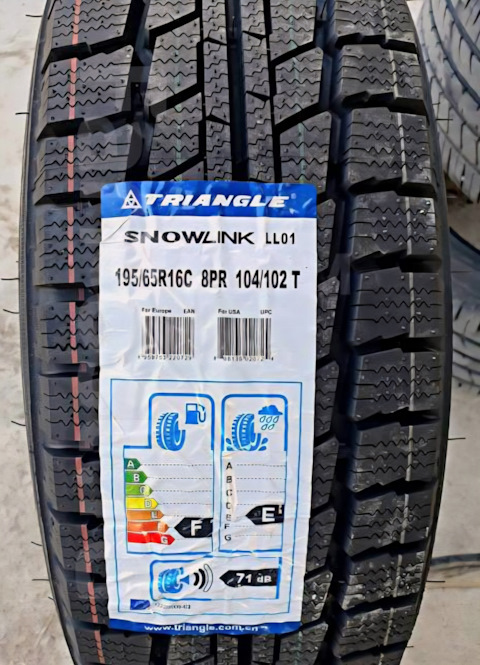 TRIANGLE
SNOWLINK LL01
195/65R16C 8PR 104/102 T
For Europe EAN For USA UPC
A A
B B
C C
D D
E E
F F
G G
F E
71 dB
www.triangle.com.cn